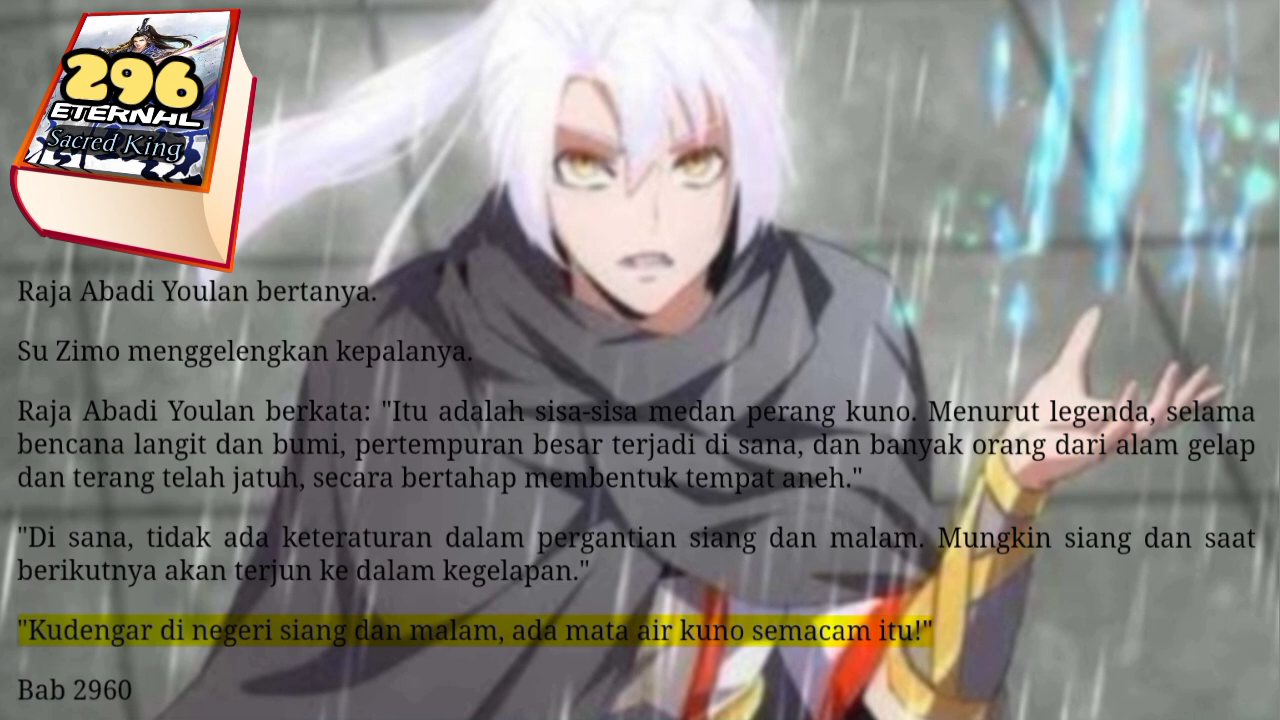 296
ETERNAL
Sacred King
Raja Abadi Youlan bertanya.
Su Zimo menggelengkan kepalanya.
Raja Abadi Youlan berkata: "Itu adalah sisa-sisa medan perang kuno. Menurut legenda, selama
bencana langit dan bumi, pertempuran besar terjadi di sana, dan banyak orang dari alam gelap
dan terang telah jatuh, secara bertahap membentuk tempat aneh."
"Di sana, tidak ada keteraturan dalam pergantian siang dan malam. Mungkin siang dan saat
berikutnya akan terjun ke dalam kegelapan."
"Kudengar di negeri siang dan malam, ada mata air kuno semacam itu!"
Bab 2960